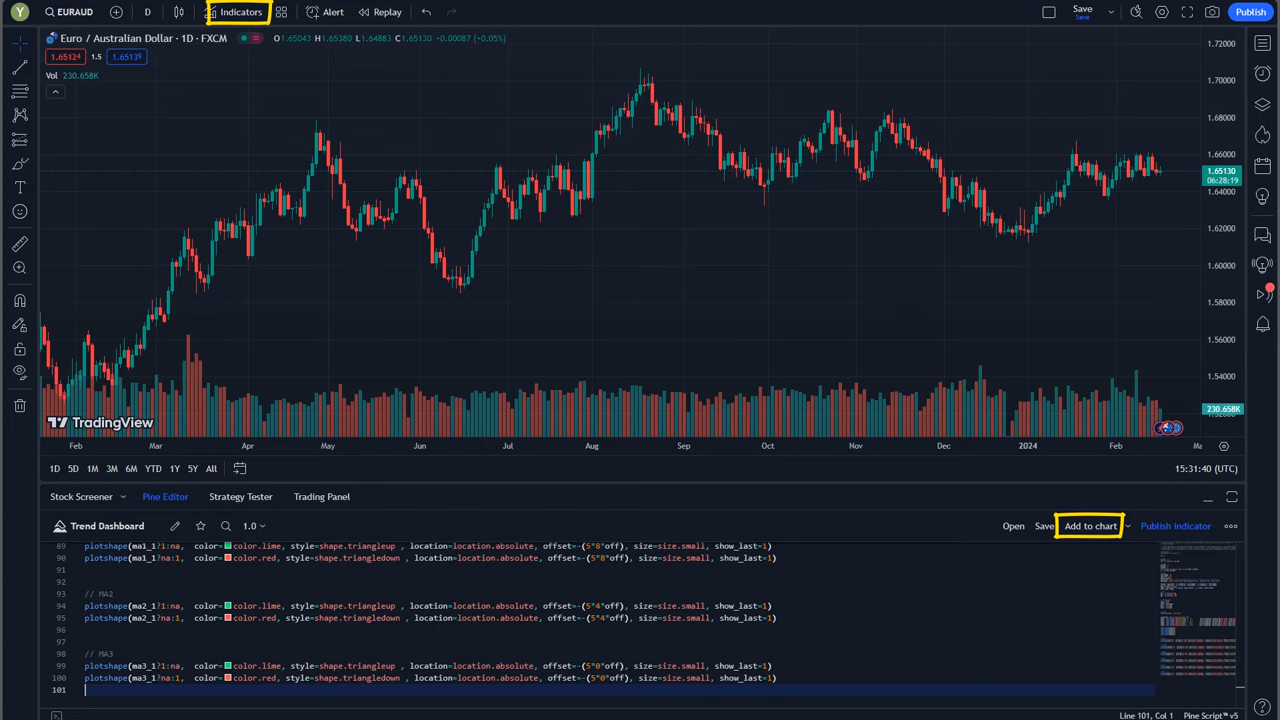 Y EURAUD D Indicators Alert Replay Save Save Publish
Euro / Australian Dollar · 1D · FXCM O1.65043 H1.65380 L1.64883 C1.65130 +0.00087 (+0.05%)
1.65124 1.5 1.65139
Vol 230.658K
1.72000
1.70000
1.68000
1.66000
1.65130
06:28:19
1.64000
1.62000
1.60000
1.58000
1.56000
1.54000
230.658K
TradingView
Feb Mar Apr May Jun Jul Aug Sep Oct Nov Dec 2024 Feb Ma
1D 5D 1M 3M 6M YTD 1Y 5Y All 15:31:40 (UTC)
Stock Screener Pine Editor Strategy Tester Trading Panel
Trend Dashboard 1.0 Open Save Add to chart Publish indicator
89 plotshape(ma1_1?1:na, color=color.lime, style=shape.triangleup , location=location.absolute, offset=-(5*8*off), size=size.small, show_last=1)
90 plotshape(ma1_1?na:1, color=color.red, style=shape.triangledown , location=location.absolute, offset=-(5*8*off), size=size.small, show_last=1)
91
92
93 // MA2
94 plotshape(ma2_1?1:na, color=color.lime, style=shape.triangleup , location=location.absolute, offset=-(5*4*off), size=size.small, show_last=1)
95 plotshape(ma2_1?na:1, color=color.red, style=shape.triangledown , location=location.absolute, offset=-(5*4*off), size=size.small, show_last=1)
96
97
98 // MA3
99 plotshape(ma3_1?1:na, color=color.lime, style=shape.triangleup , location=location.absolute, offset=-(5*0*off), size=size.small, show_last=1)
100 plotshape(ma3_1?na:1, color=color.red, style=shape.triangledown , location=location.absolute, offset=-(5*0*off), size=size.small, show_last=1)
101
Line 101, Col 1 Pine Script™ v5